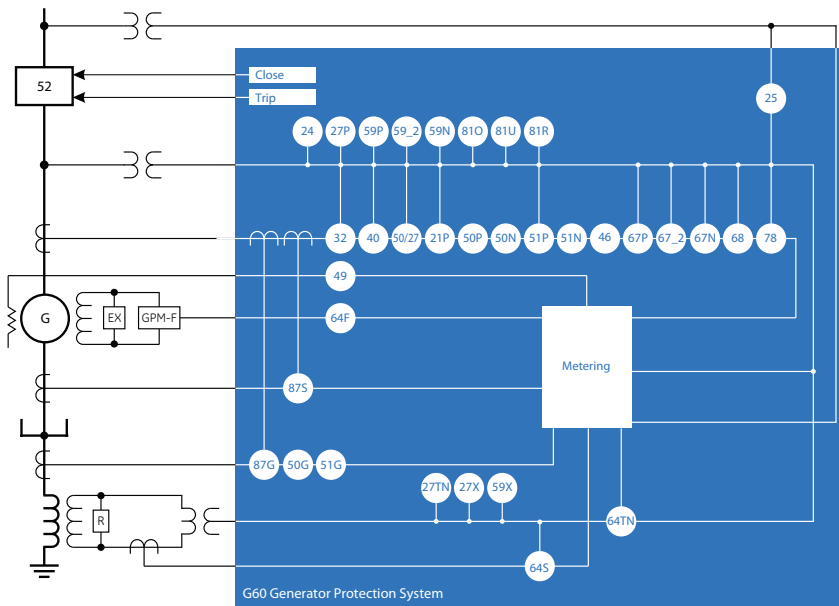 52
Close
Trip
25
24 27P 59P 59_2 59N 81O 81U 81R
32 40 50/27 21P 50P 50N 51P 51N 46 67P 67_2 67N 68 78
49
G EX GPM-F 64F
Metering
87S
87G 50G 51G
27TN 27X 59X
R 64TN
64S
G60 Generator Protection System